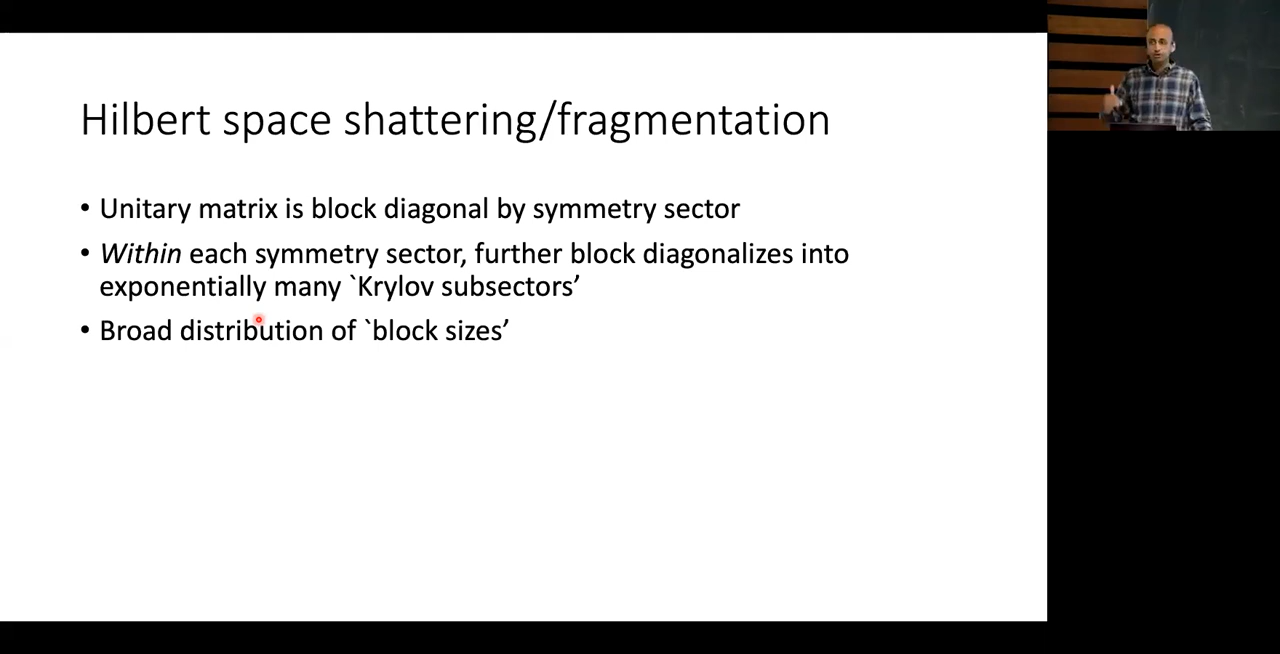 Hilbert space shattering/fragmentation
• Unitary matrix is block diagonal by symmetry sector
• Within each symmetry sector, further block diagonalizes into
exponentially many `Krylov subsectors’
• Broad distribution of `block sizes’